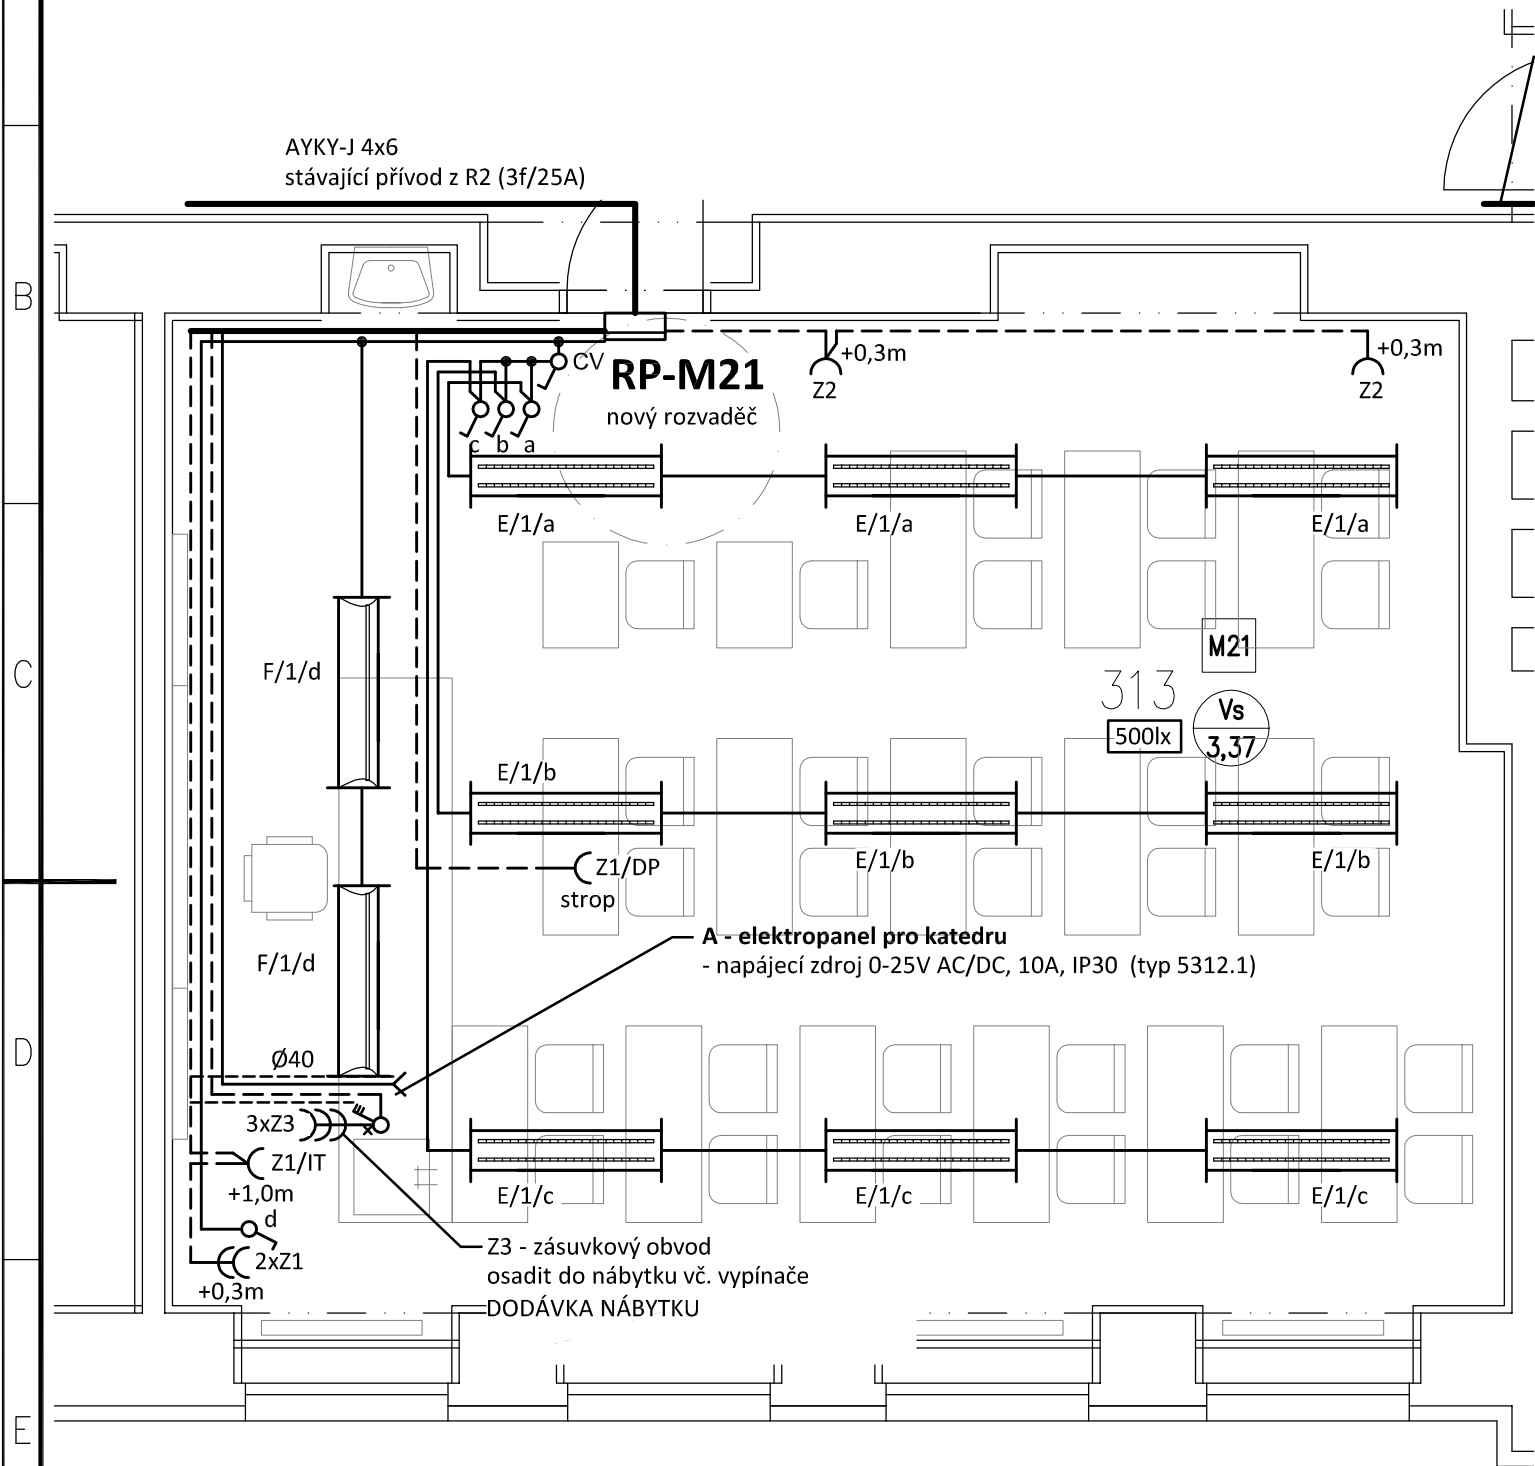 AYKY-J 4x6
stávající přívod z R2 (3f/25A)
B
CV
RP-M21
nový rozvaděč
+0,3m
Z2
+0,3m
Z2
c b a
E/1/a
E/1/a
E/1/a
C
F/1/d
M21
313
500lx
Vs
3,37
E/1/b
E/1/b
E/1/b
Z1/DP
strop
A - elektropanel pro katedru
- napájecí zdroj 0-25V AC/DC, 10A, IP30 (typ 5312.1)
F/1/d
D
Ø40
3xZ3
Z1/IT
+1,0m
E/1/c
E/1/c
E/1/c
d
2xZ1
+0,3m
Z3 - zásuvkový obvod
osadit do nábytku vč. vypínače
DODÁVKA NÁBYTKU
E